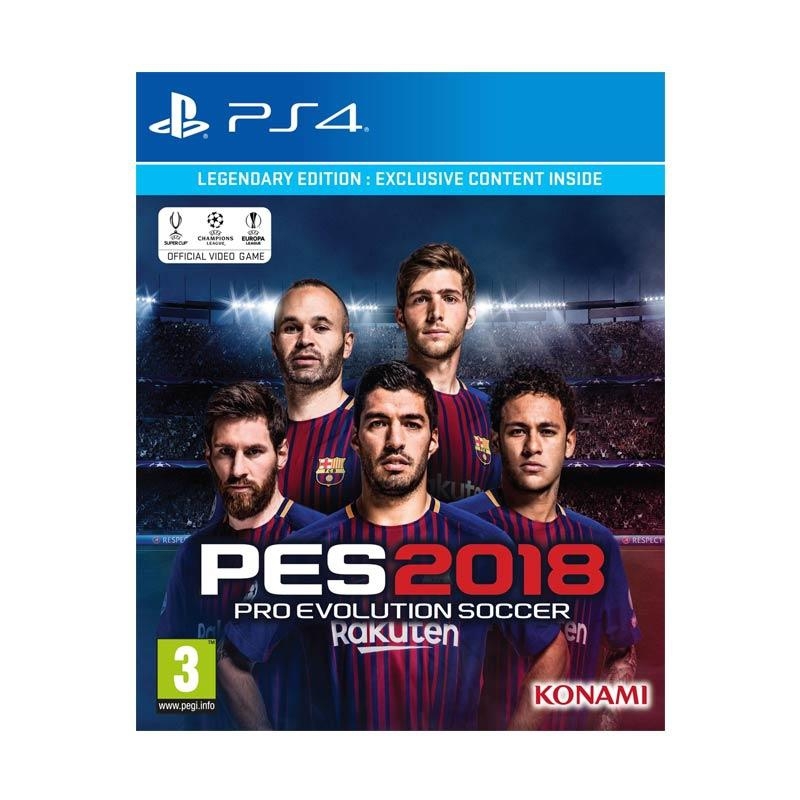 PS4
LEGENDARY EDITION : EXCLUSIVE CONTENT INSIDE
SUPER CUP
CHAMPIONS
LEAGUE
EUROPA
LEAGUE
OFFICIAL VIDEO GAME
RESPECT
PES2018
PRO EVOLUTION SOCCER
Rakuten
3
www.pegi.info
KONAMI